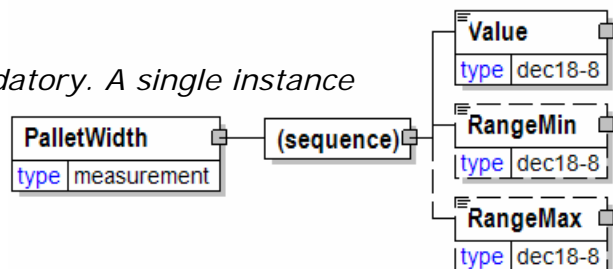 Value
type dec18-8
datory. A single instance
RangeMin
type dec18-8
PalletWidth
type measurement
(sequence)
RangeMax
type dec18-8